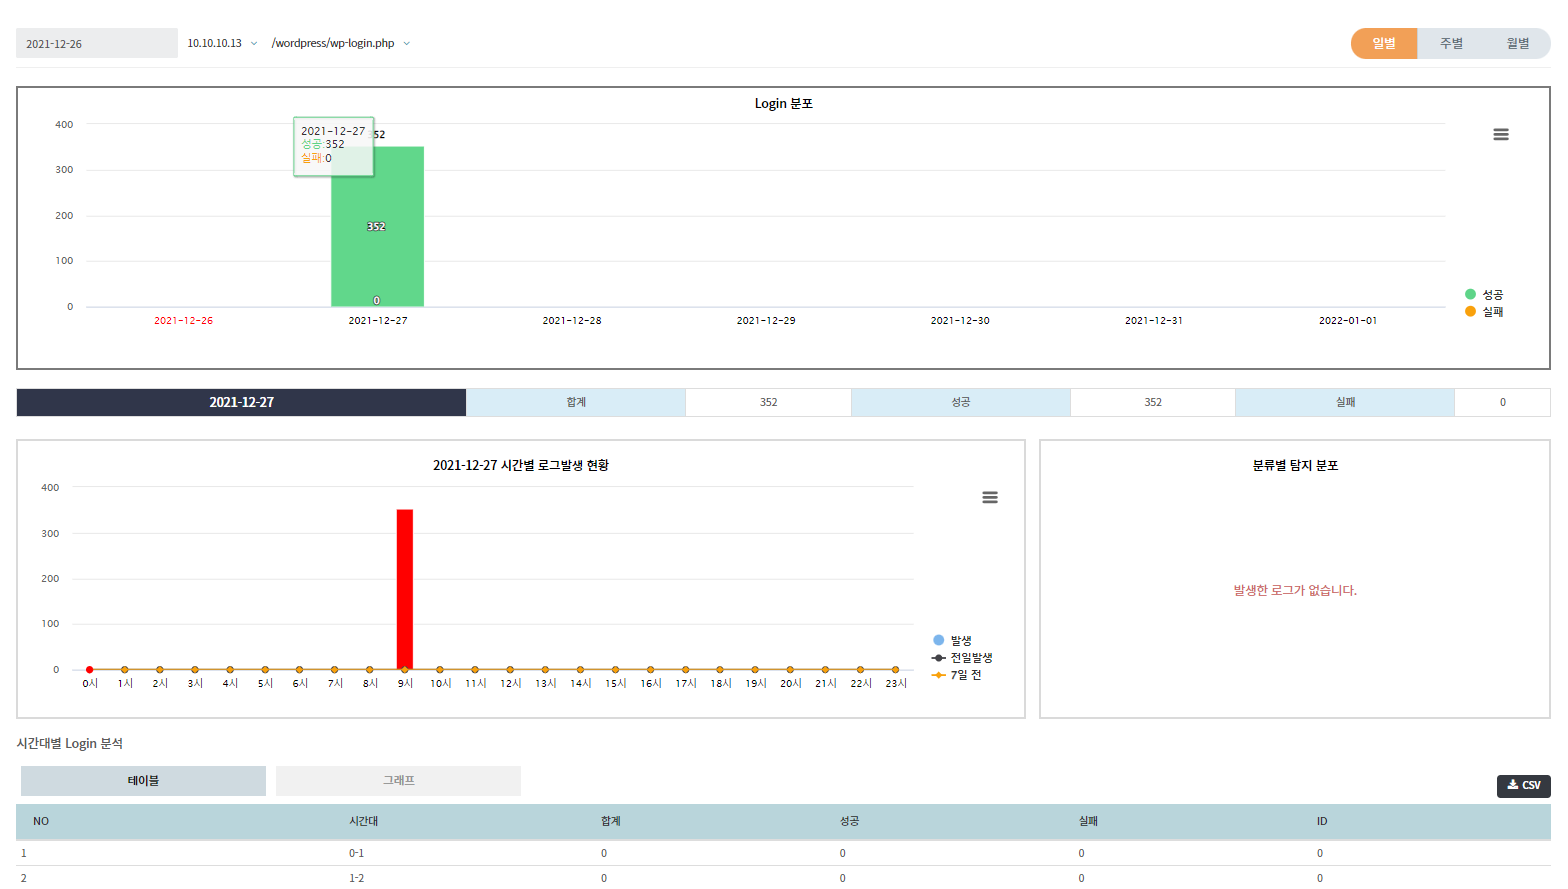 2021-12-26 10.10.10.13 /wordpress/wp-login.php 일별 주별 월별
Login 분포
400
300
200
100
0
2021-12-27
성공:352
실패:0
52
352
0
2021-12-26 2021-12-27 2021-12-28 2021-12-29 2021-12-30 2021-12-31 2022-01-01
성공
실패
2021-12-27 합계 352 성공 352 실패 0
2021-12-27 시간별 로그발생 현황
400
300
200
100
0
0시 1시 2시 3시 4시 5시 6시 7시 8시 9시 10시 11시 12시 13시 14시 15시 16시 17시 18시 19시 20시 21시 22시 23시
발생
전일발생
7일 전
분류별 탐지 분포
발생한 로그가 없습니다.
시간대별 Login 분석
테이블 그래프
CSV
NO 시간대 합계 성공 실패 ID
1 0-1 0 0 0 0
2 1-2 0 0 0 0